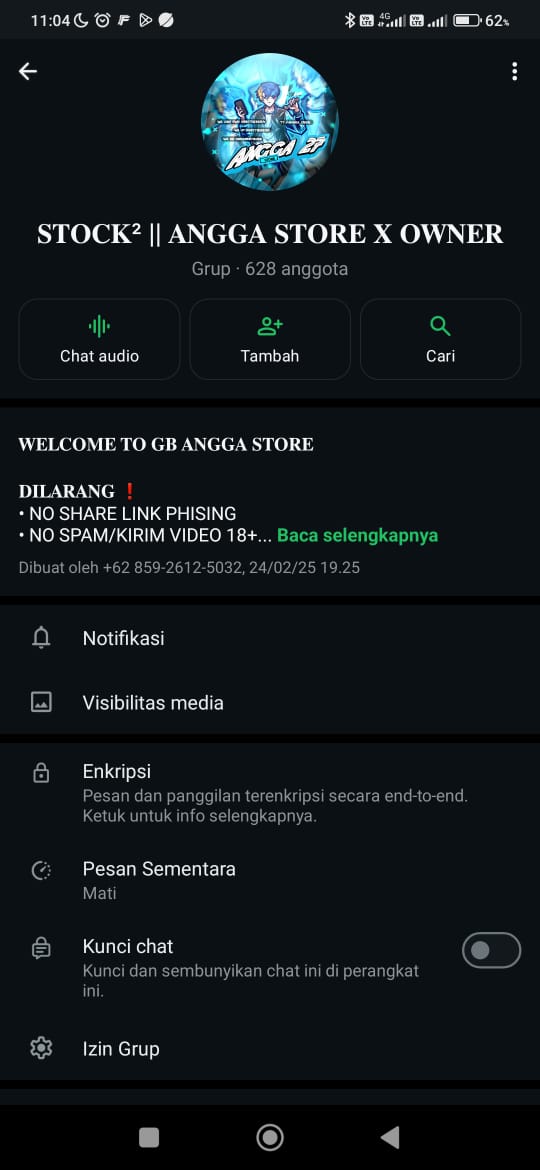 11:04
4G
62%
ANGGA 27
STOCK² || ANGGA STORE X OWNER
Grup · 628 anggota
Chat audio
Tambah
Cari
WELCOME TO GB ANGGA STORE
DILARANG ❗
• NO SHARE LINK PHISING
• NO SPAM/KIRIM VIDEO 18+... Baca selengkapnya
Dibuat oleh +62 859-2612-5032, 24/02/25 19.25
Notifikasi
Visibilitas media
Enkripsi
Pesan dan panggilan terenkripsi secara end-to-end.
Ketuk untuk info selengkapnya.
Pesan Sementara
Mati
Kunci chat
Kunci dan sembunyikan chat ini di perangkat
ini.
Izin Grup